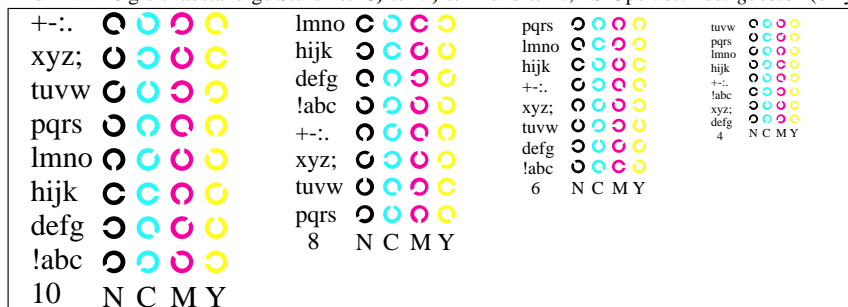 +-:.
xyz;
tuvw
pqrs
lmno
hijk
defg
!abc
10 N C M Y
lmno
hijk
defg
!abc
+-:.
xyz;
tuvw
pqrs
8 N C M Y
pqrs
lmno
hijk
+-:.
xyz;
tuvw
defg
!abc
6 N C M Y
tuvw
pqrs
lmno
hijk
+-:.
!abc
xyz;
defg
4 N C M Y